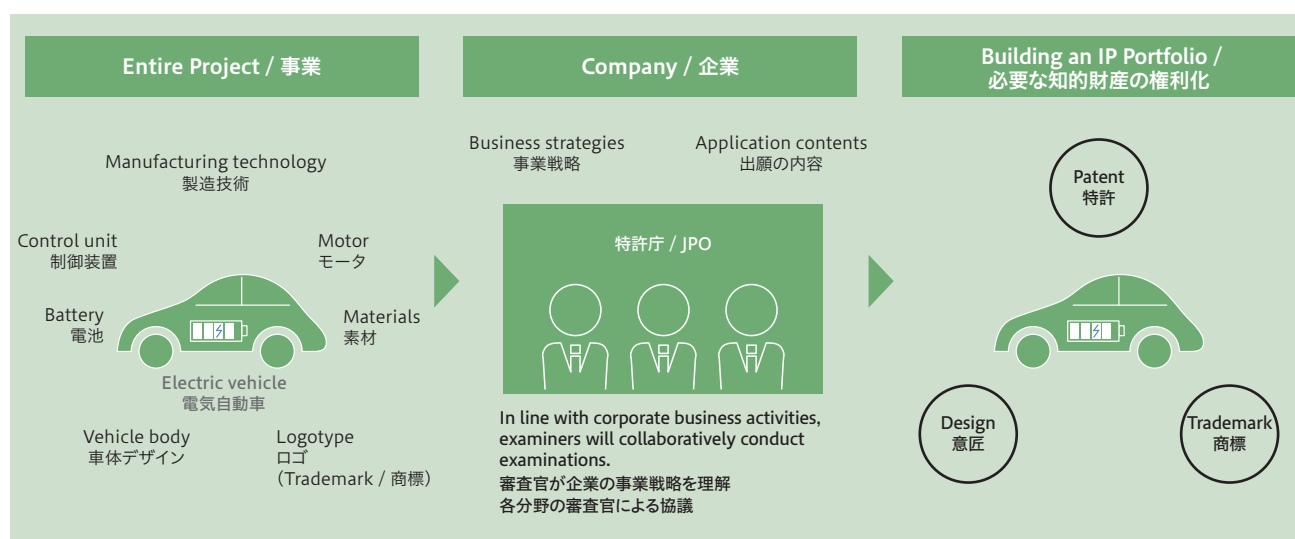 Entire Project / 事業
Manufacturing technology
製造技術
Control unit
制御装置
Motor
モータ
Battery
電池
Materials
素材
Electric vehicle
電気自動車
Vehicle body
車体デザイン
Logotype
ロゴ
（Trademark / 商標）
Company / 企業
Business strategies
事業戦略
Application contents
出願の内容
特許庁 / JPO
In line with corporate business activities,
examiners will collaboratively conduct
examinations.
審査官が企業の事業戦略を理解
各分野の審査官による協議
Building an IP Portfolio /
必要な知的財産の権利化
Patent
特許
Design
意匠
Trademark
商標